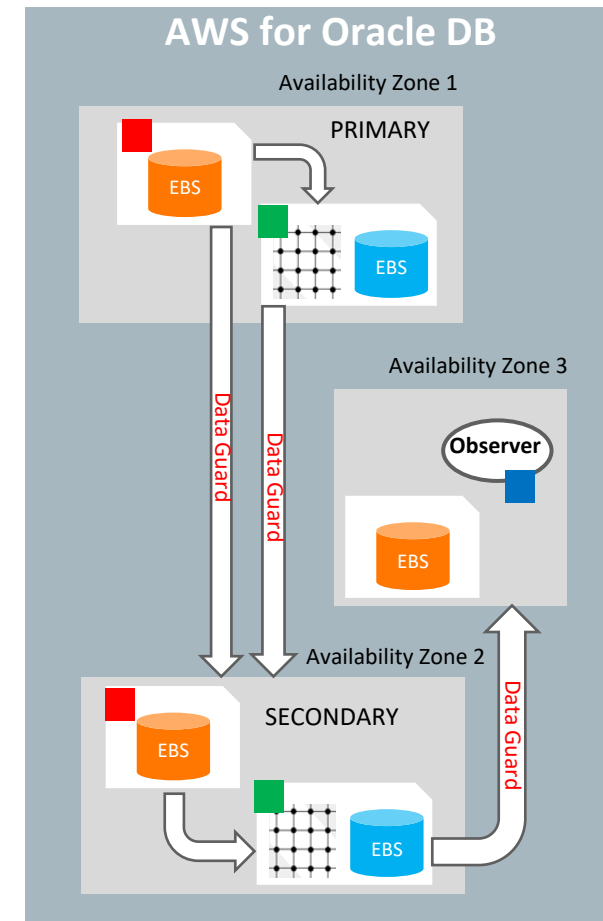 AWS for Oracle DB
Availability Zone 1
PRIMARY
EBS
EBS
Availability Zone 3
Observer
Data Guard
Data Guard
EBS
Availability Zone 2
SECONDARY
EBS
Data Guard
EBS